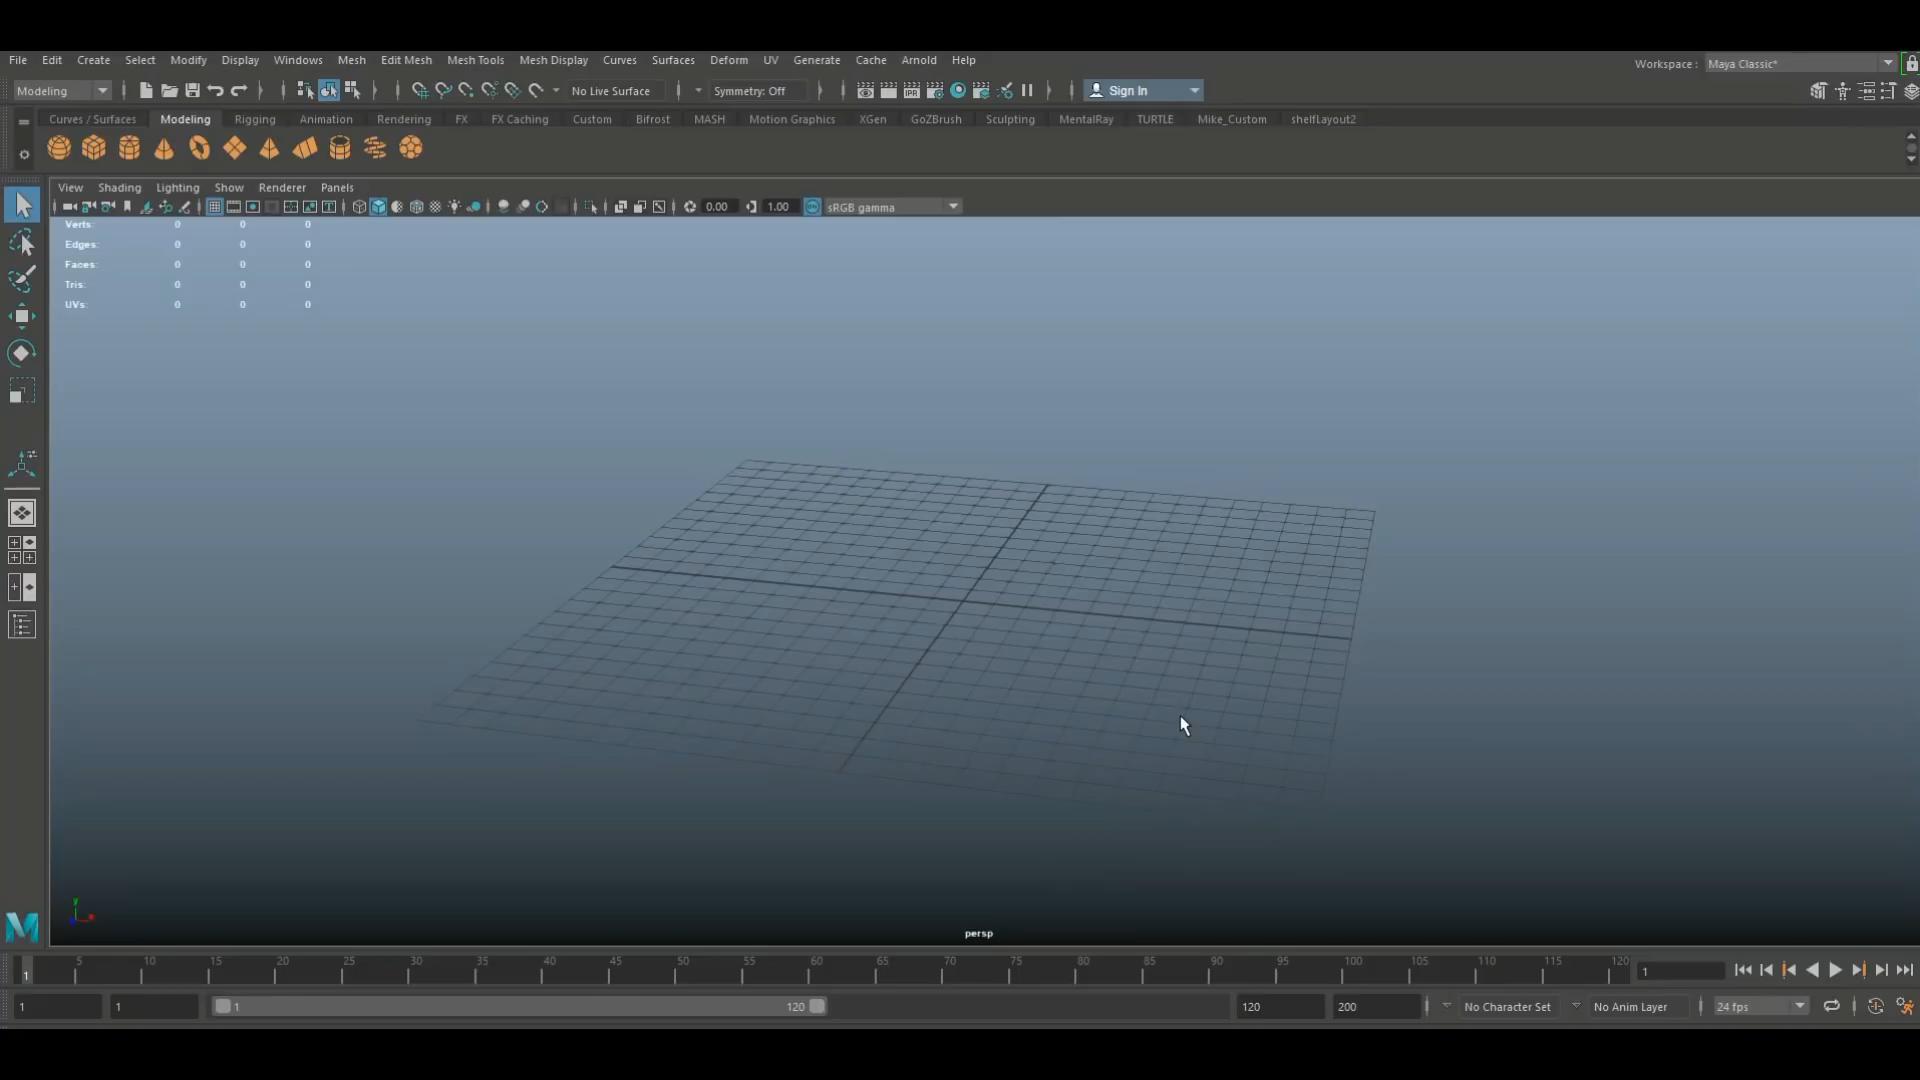 File Edit Create Select Modify Display Windows Mesh Edit Mesh Mesh Tools Mesh Display Curves Surfaces Deform UV Generate Cache Arnold Help
Workspace : Maya Classic*
Modeling No Live Surface Symmetry: Off IPR Sign In
Curves / Surfaces Modeling Rigging Animation Rendering FX FX Caching Custom Bifrost MASH Motion Graphics XGen GoZBrush Sculpting MentalRay TURTLE Mike_Custom shelfLayout2
View Shading Lighting Show Renderer Panels
0.00 1.00 sRGB gamma
Verts: 0 0 0
Edges: 0 0 0
Faces: 0 0 0
Tris: 0 0 0
UVs: 0 0 0
y
persp
5 10 15 20 25 30 35 40 45 50 55 60 65 70 75 80 85 90 95 100 105 110 115 120
1 1
1 1 1 120 120 200 No Character Set No Anim Layer 24 fps